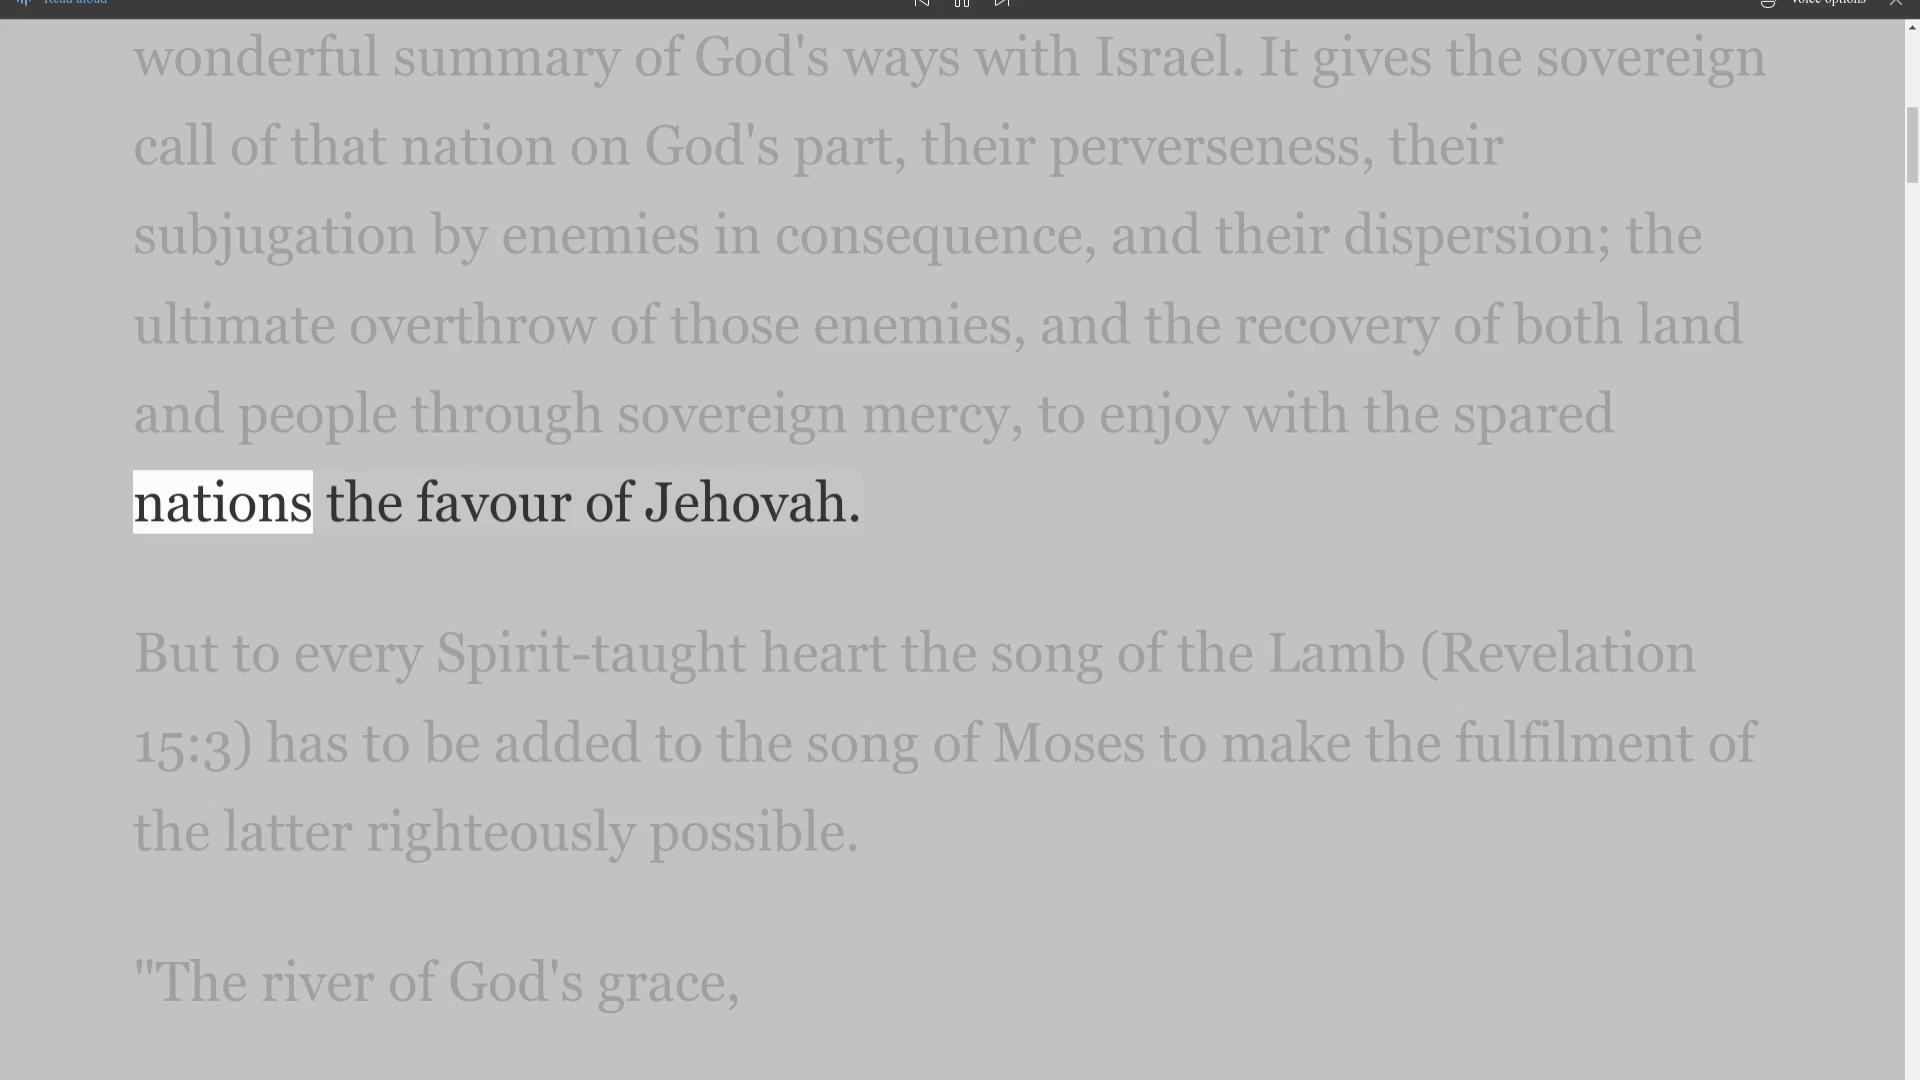 Read aloud
Voice options
wonderful summary of God's ways with Israel. It gives the sovereign
call of that nation on God's part, their perverseness, their
subjugation by enemies in consequence, and their dispersion; the
ultimate overthrow of those enemies, and the recovery of both land
and people through sovereign mercy, to enjoy with the spared
nations the favour of Jehovah.
But to every Spirit-taught heart the song of the Lamb (Revelation
15:3) has to be added to the song of Moses to make the fulfilment of
the latter righteously possible.
"The river of God's grace,